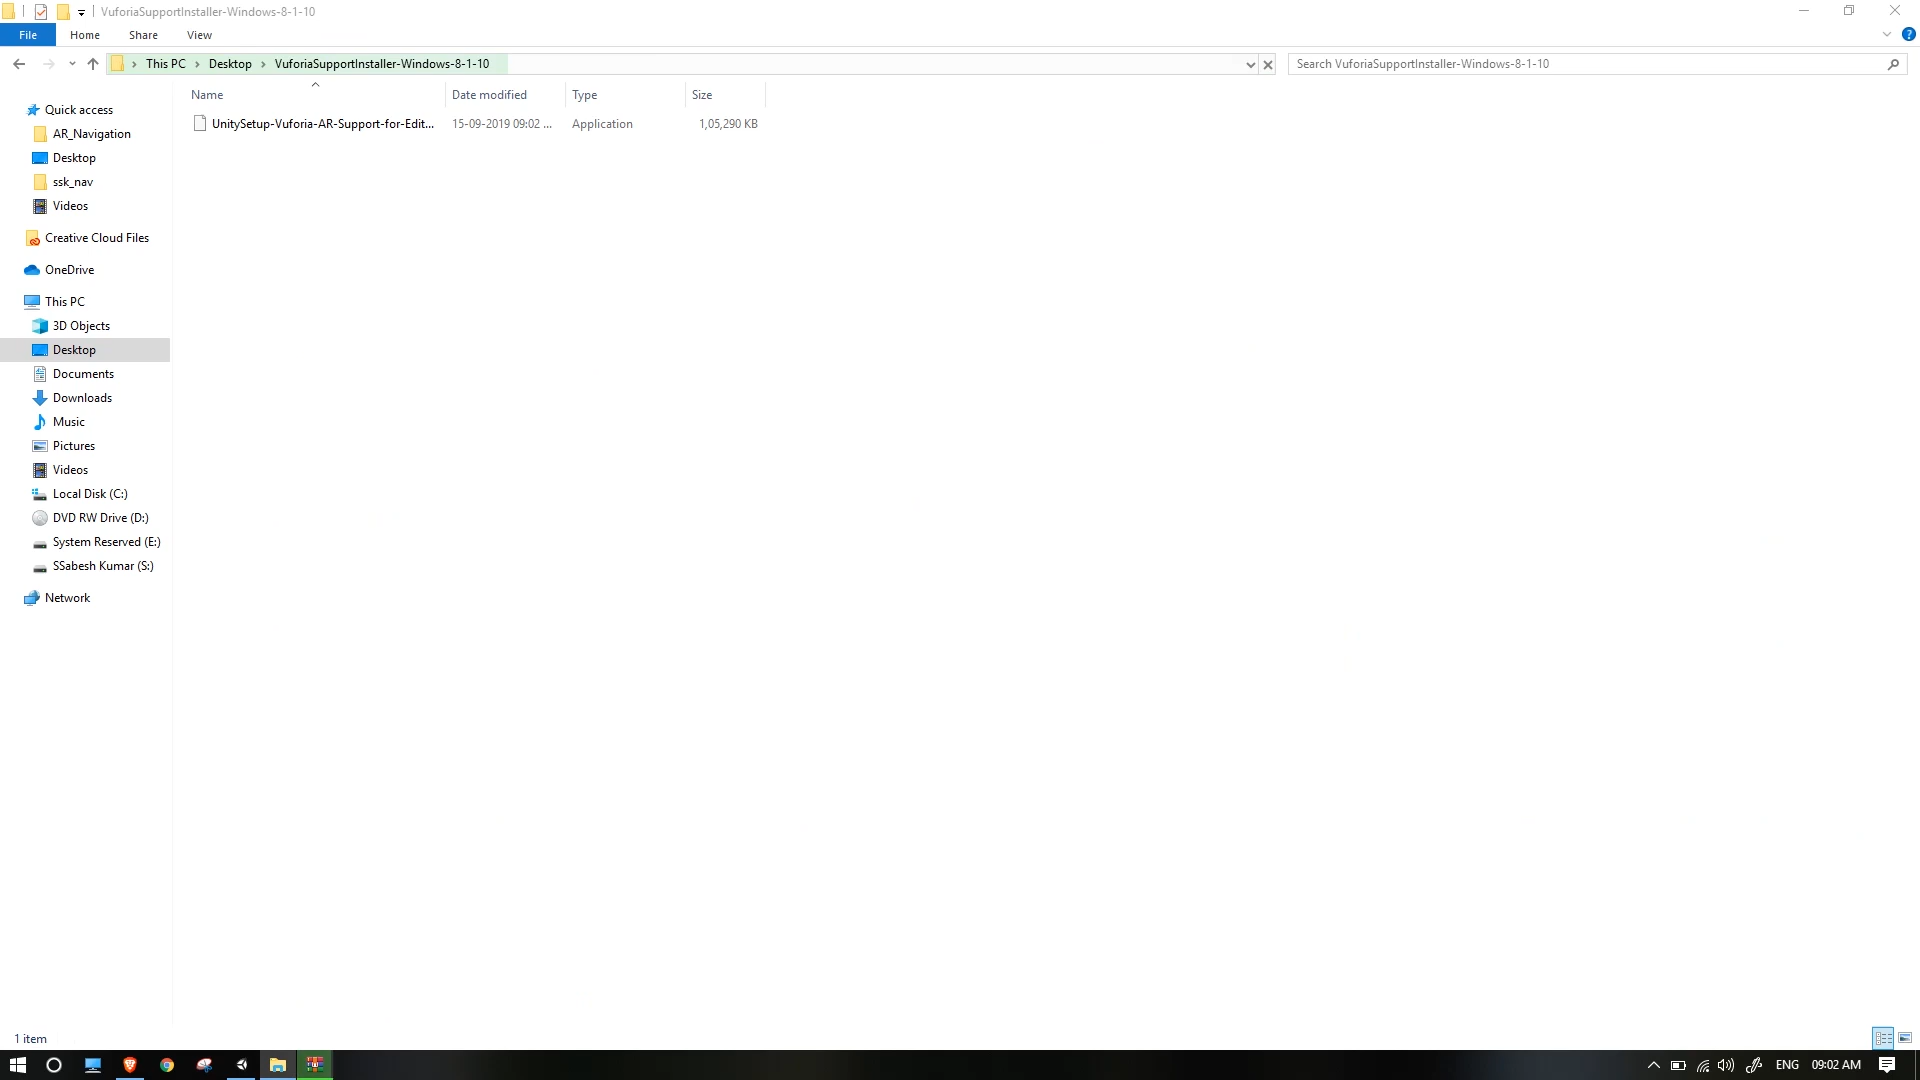 VuforiaSupportInstaller-Windows-8-1-10
File Home Share View
This PC Desktop VuforiaSupportInstaller-Windows-8-1-10
Search VuforiaSupportInstaller-Windows-8-1-10
Name Date modified Type Size
UnitySetup-Vuforia-AR-Support-for-Edit... 15-09-2019 09:02 ... Application 1,05,290 KB
Quick access
AR_Navigation
Desktop
ssk_nav
Videos
Creative Cloud Files
OneDrive
This PC
3D Objects
Desktop
Documents
Downloads
Music
Pictures
Videos
Local Disk (C:)
DVD RW Drive (D:)
System Reserved (E:)
SSabesh Kumar (S:)
Network
1 item
ENG 09:02 AM